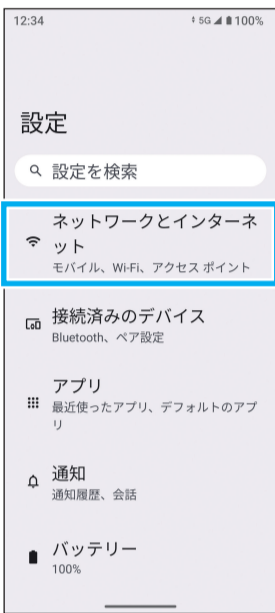 12:34
5G 100%
設定
設定を検索
ネットワークとインターネ
ット
モバイル、Wi-Fi、アクセス ポイント
接続済みのデバイス
Bluetooth、ペア設定
アプリ
最近使ったアプリ、デフォルトのアプ
リ
通知
通知履歴、会話
バッテリー
100%